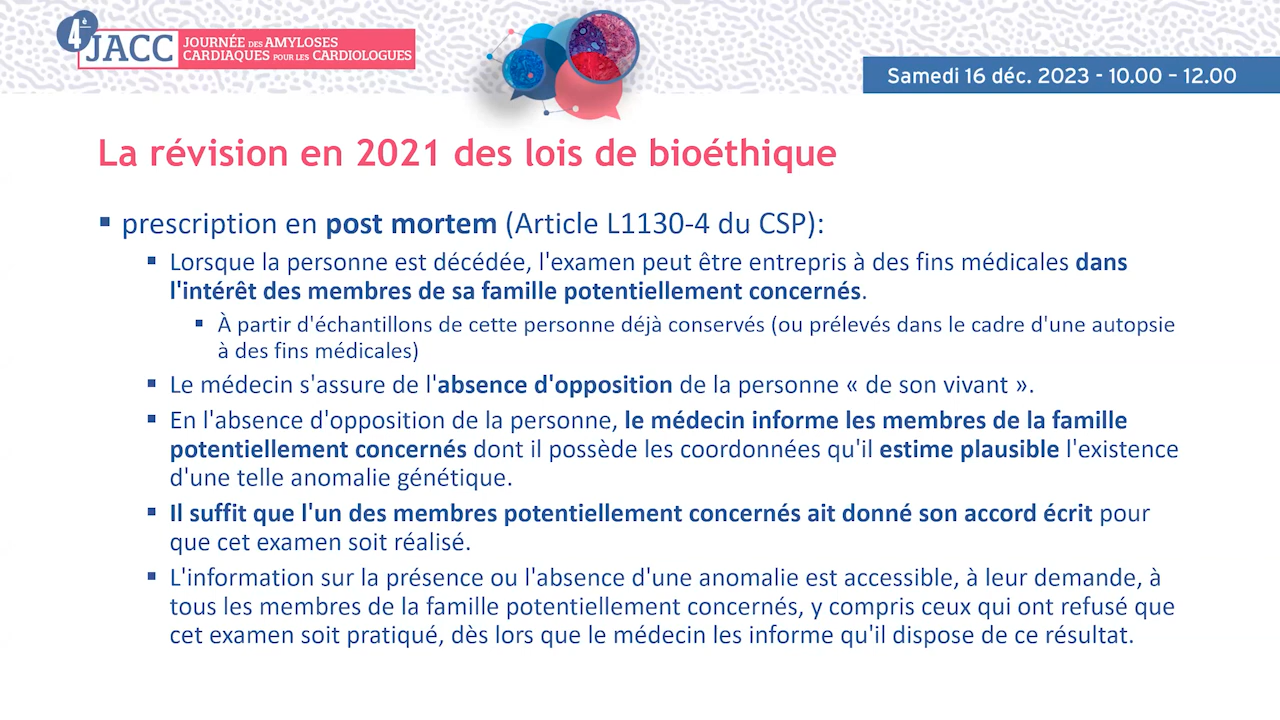 4è
JACC
JOURNÉE DES AMYLOSES
CARDIAQUES POUR LES CARDIOLOGUES
Samedi 16 déc. 2023 - 10.00 – 12.00
La révision en 2021 des lois de bioéthique
▪ prescription en post mortem (Article L1130-4 du CSP):
▪ Lorsque la personne est décédée, l'examen peut être entrepris à des fins médicales dans
l'intérêt des membres de sa famille potentiellement concernés.
▪ À partir d'échantillons de cette personne déjà conservés (ou prélevés dans le cadre d'une autopsie
à des fins médicales)
▪ Le médecin s'assure de l'absence d'opposition de la personne « de son vivant ».
▪ En l'absence d'opposition de la personne, le médecin informe les membres de la famille
potentiellement concernés dont il possède les coordonnées qu'il estime plausible l'existence
d'une telle anomalie génétique.
▪ Il suffit que l'un des membres potentiellement concernés ait donné son accord écrit pour
que cet examen soit réalisé.
▪ L'information sur la présence ou l'absence d'une anomalie est accessible, à leur demande, à
tous les membres de la famille potentiellement concernés, y compris ceux qui ont refusé que
cet examen soit pratiqué, dès lors que le médecin les informe qu'il dispose de ce résultat.